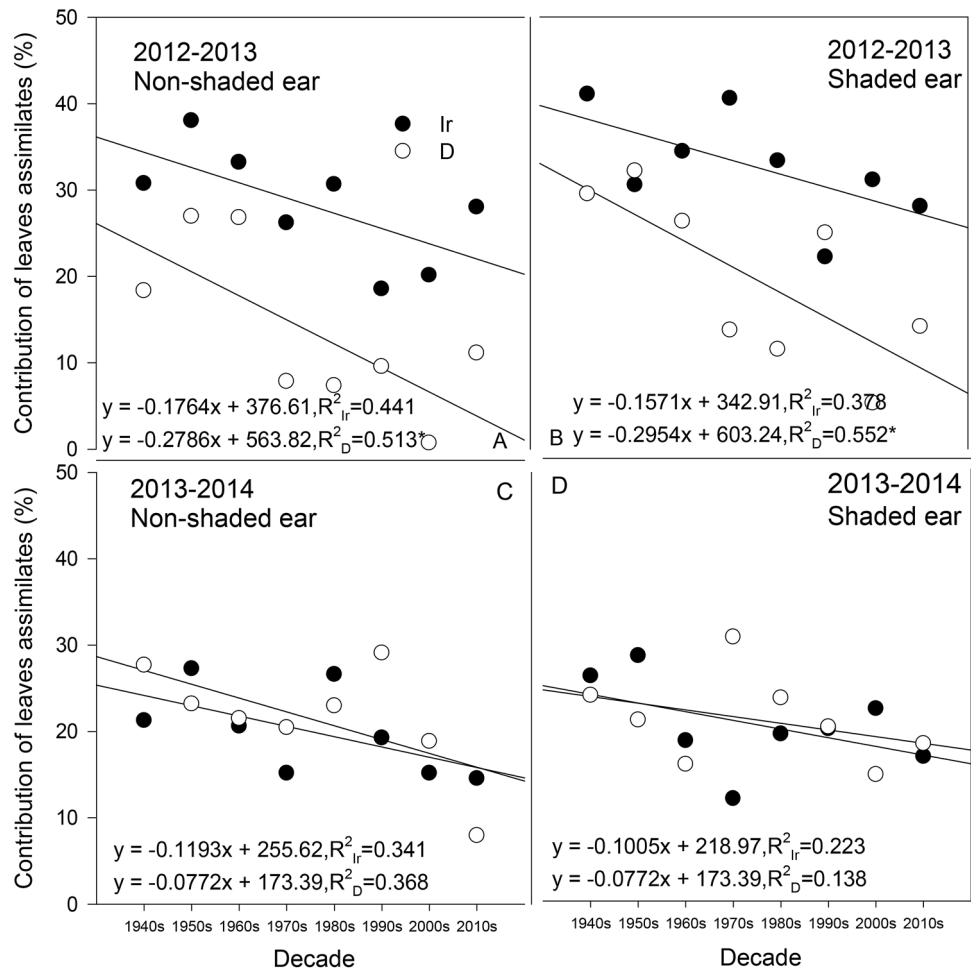 Contribution of leaves assimilates (%)
50
40
30
20
10
0
2012-2013
Non-shaded ear
Ir
D
y = -0.1764x + 376.61,R²Ir=0.441
y = -0.2786x + 563.82,R²D=0.513*
A
2012-2013
Shaded ear
y = -0.1571x + 342.91,R²Ir=0.378
B
y = -0.2954x + 603.24,R²D=0.552*
Contribution of leaves assimilates (%)
50
40
30
20
10
0
2013-2014
Non-shaded ear
C
y = -0.1193x + 255.62,R²Ir=0.341
y = -0.0772x + 173.39,R²D=0.368
1940s 1950s 1960s 1970s 1980s 1990s 2000s 2010s
Decade
D
2013-2014
Shaded ear
y = -0.1005x + 218.97,R²Ir=0.223
y = -0.0772x + 173.39,R²D=0.138
1940s 1950s 1960s 1970s 1980s 1990s 2000s 2010s
Decade